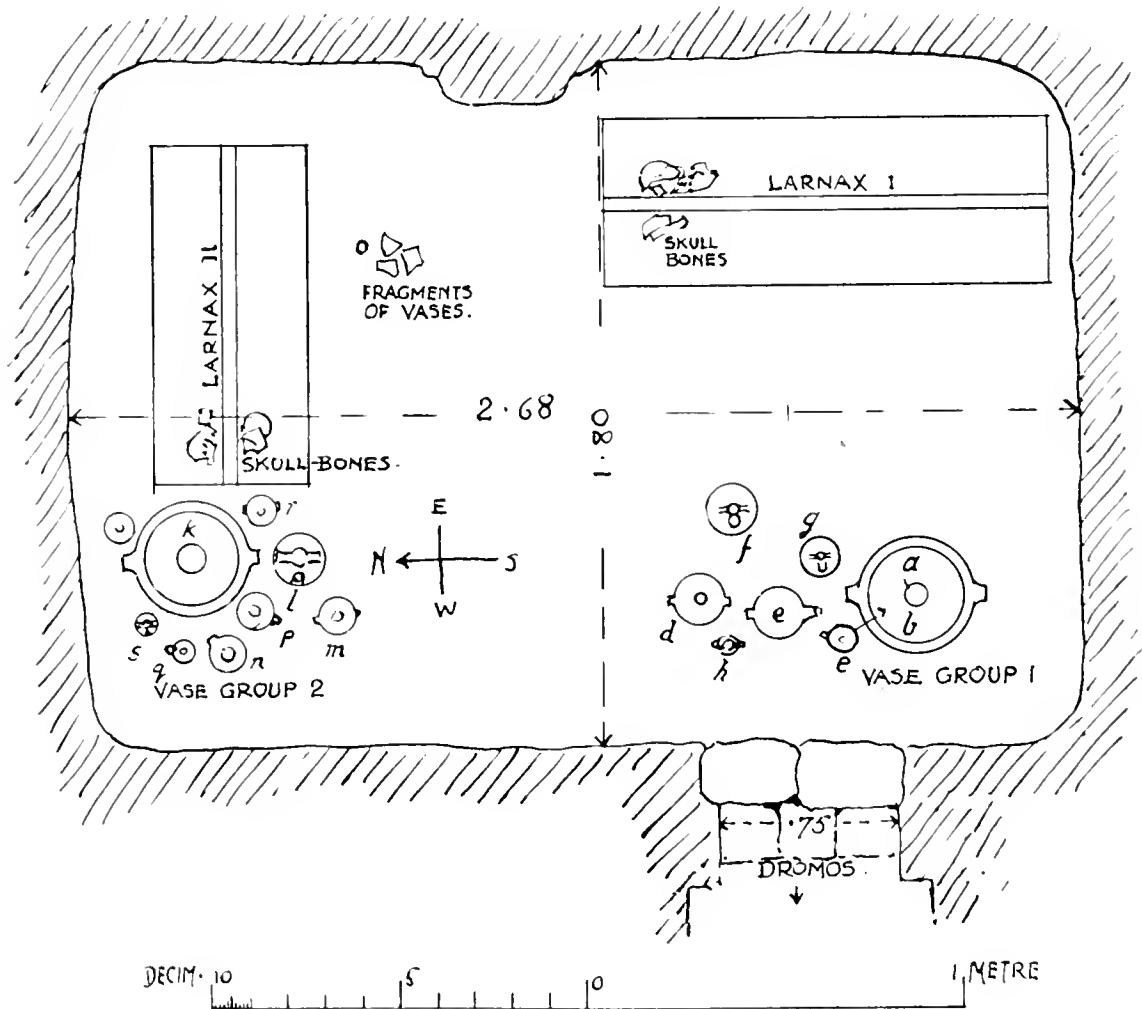 LARNAX I
SKULL
BONES
LARNAX II
O
FRAGMENTS
OF VASES.
2.68
1.80
SKULL-BONES.
k
r
l
p
m
n
q
s
VASE GROUP 2
E
N
S
W
f
g
d
e
h
a
b
e
VASE GROUP 1
.75
DROMOS.
DECIM. 10
5
0
1 METRE